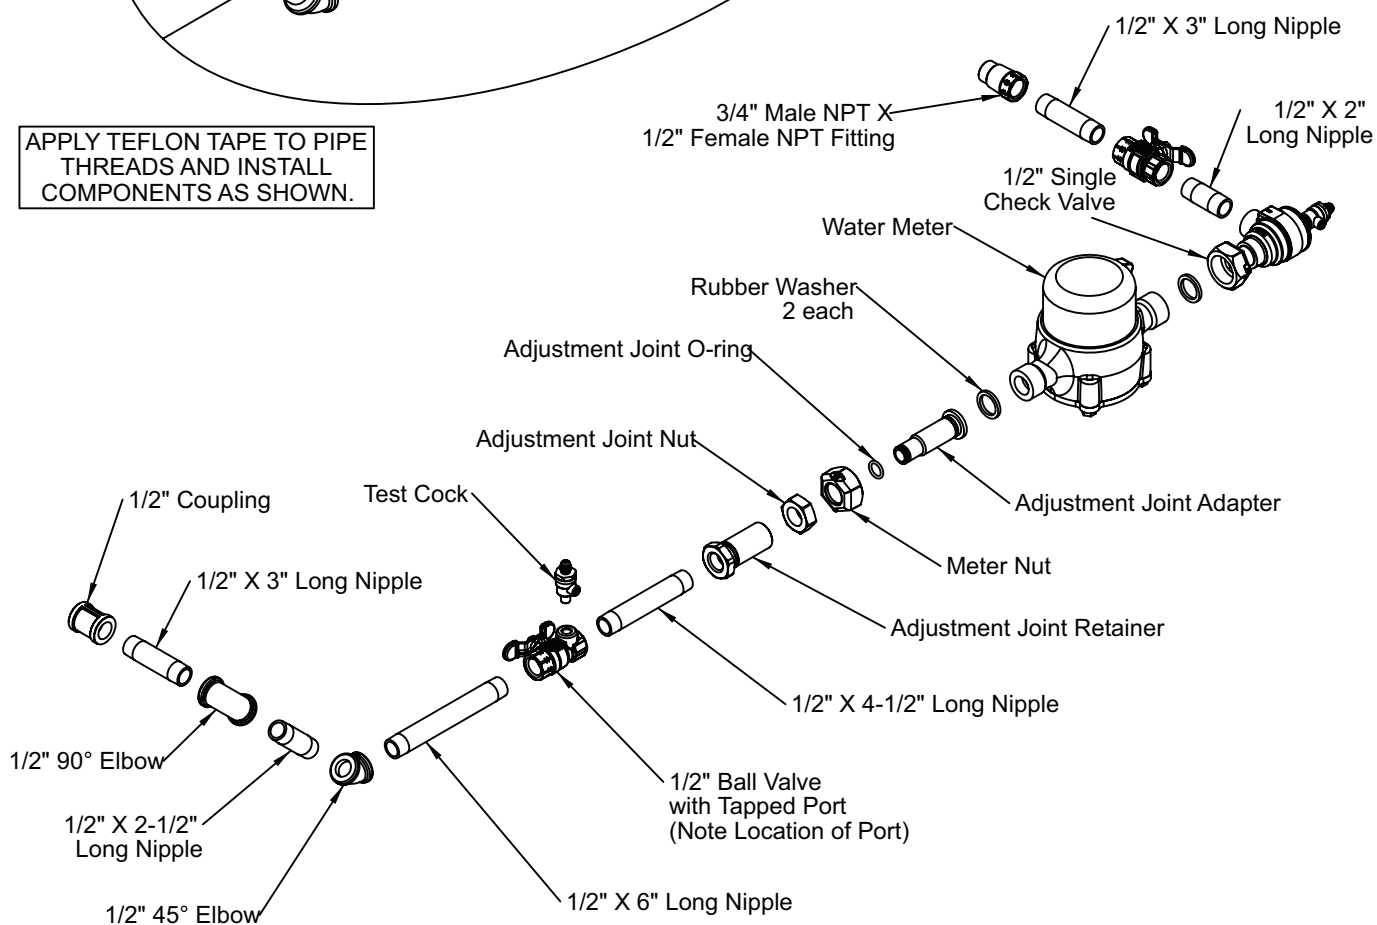 1/2" X 3" Long Nipple
3/4" Male NPT X
1/2" Female NPT Fitting
1/2" X 2"
Long Nipple
APPLY TEFLON TAPE TO PIPE
THREADS AND INSTALL
COMPONENTS AS SHOWN.
1/2" Single
Check Valve
Water Meter
Rubber Washer
2 each
Adjustment Joint O-ring
Adjustment Joint Nut
Test Cock
1/2" Coupling
Adjustment Joint Adapter
Meter Nut
1/2" X 3" Long Nipple
Adjustment Joint Retainer
1/2" X 4-1/2" Long Nipple
1/2" 90° Elbow
1/2" Ball Valve
with Tapped Port
(Note Location of Port)
1/2" X 2-1/2"
Long Nipple
1/2" X 6" Long Nipple
1/2" 45° Elbow